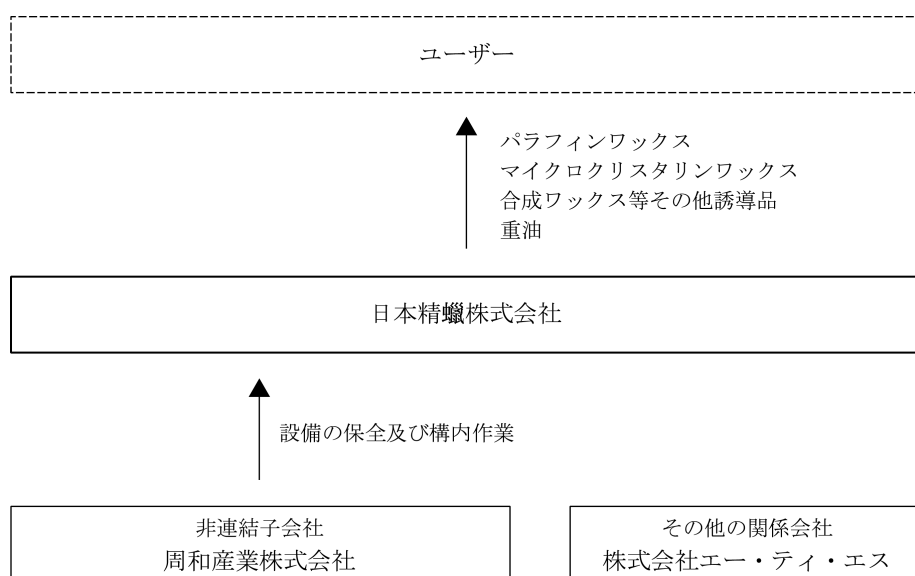 ユーザー
パラフィンワックス
マイクロクリスタリンワックス
合成ワックス等その他誘導品
重油
日本精蠟株式会社
設備の保全及び構内作業
非連結子会社
周和産業株式会社
その他の関係会社
株式会社エー・ティ・エス